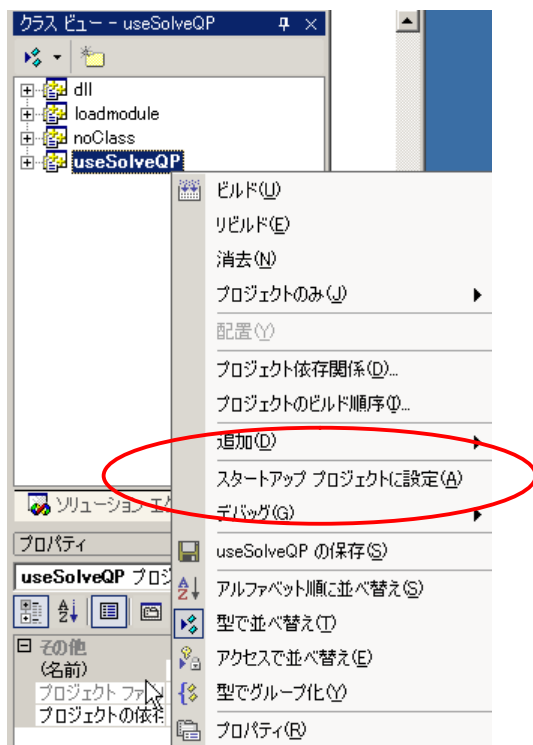 クラス ビュー - useSolveQP
dll
loadmodule
noClass
useSolveQP
ビルド(U)
リビルド(E)
消去(N)
プロジェクトのみ(J)
配置(Y)
プロジェクト依存関係(D)...
プロジェクトのビルド順序(I)...
追加(D)
スタートアップ プロジェクトに設定(A)
デバッグ(G)
useSolveQP の保存(S)
アルファベット順に並べ替え(S)
型で並べ替え(T)
アクセスで並べ替え(E)
型でグループ化(Y)
プロパティ(R)
ソリューション エク
プロパティ
useSolveQP プロジ
その他
(名前)
プロジェクト ファイ
プロジェクトの依存